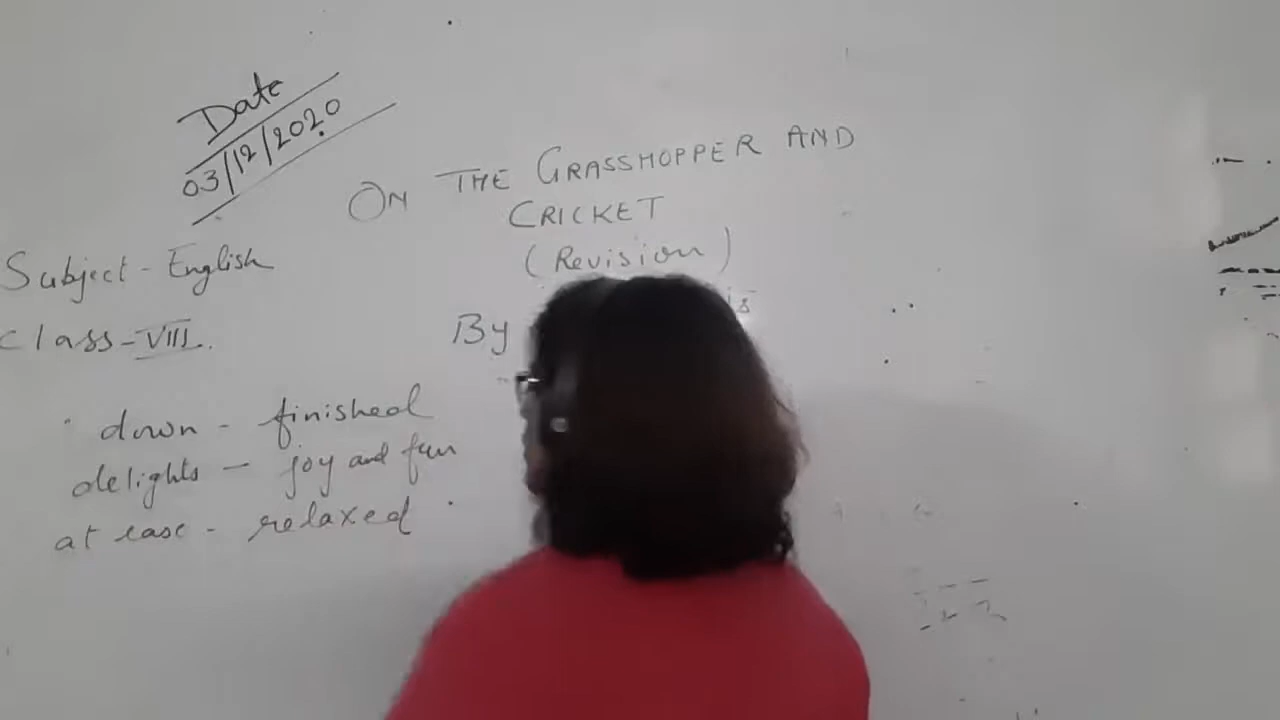 Date
03/12/2020
ON THE GRASSHOPPER AND
CRICKET
(Revision)
Subject - English
Class - VIII.
By
down - finished
delights - joy and fun
at ease - relaxed